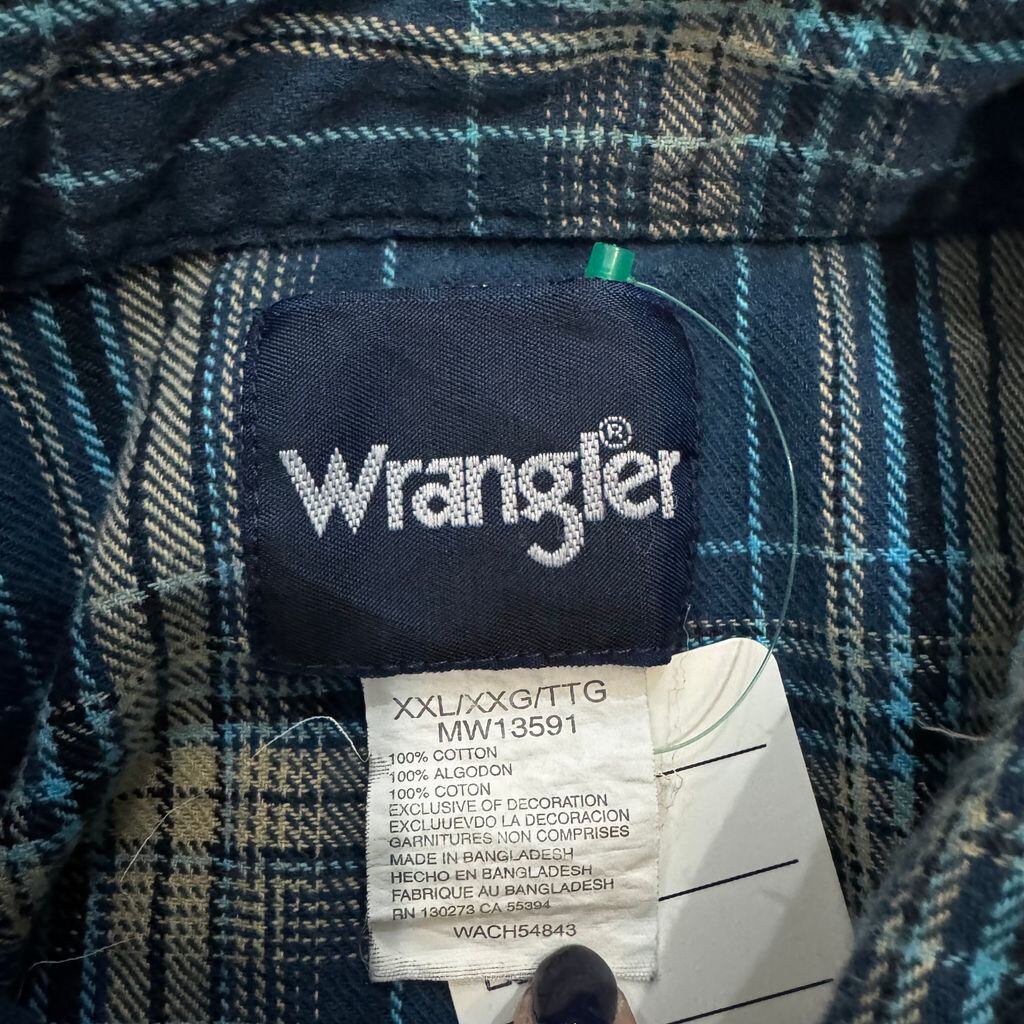 Wrangler®
XXL/XXG/TTG
MW13591
100% COTTON
100% ALGODON
100% COTON
EXCLUSIVE OF DECORATION
EXCLUUEVDO LA DECORACION
GARNITURES NON COMPRISES
MADE IN BANGLADESH
HECHO EN BANGLADESH
FABRIQUE AU BANGLADESH
RN 130273 CA 55394
WACH54843